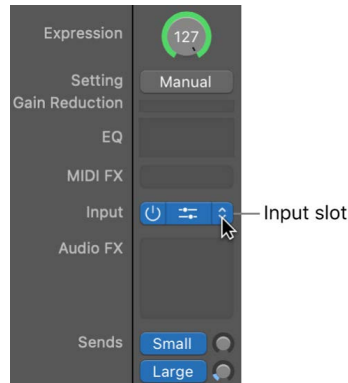 Expression 127
Setting Manual
Gain Reduction
EQ
MIDI FX
Input Input slot
Audio FX
Sends Small
Large